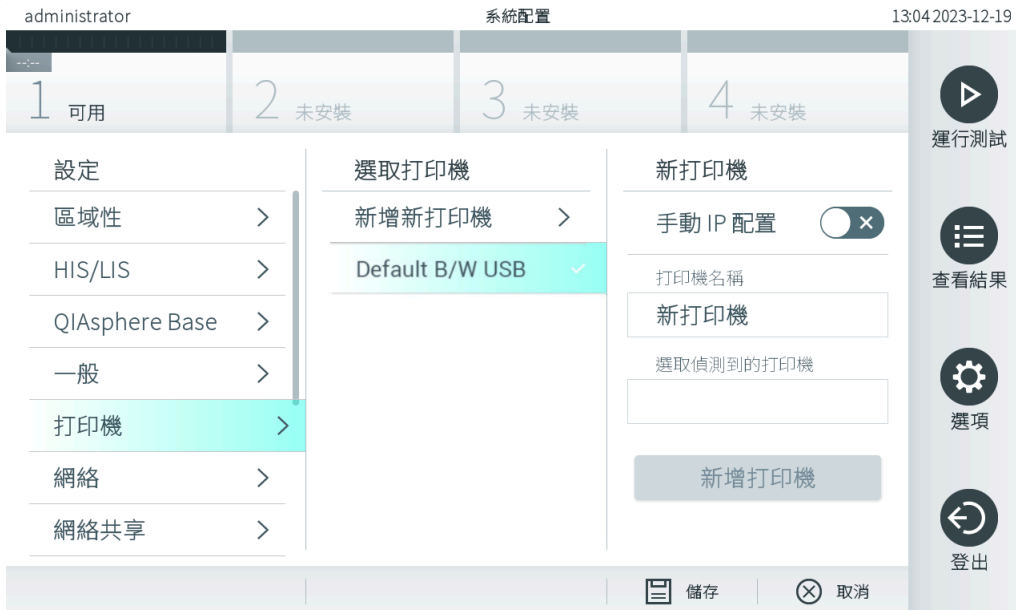 administrator
系統配置
13:04 2023-12-19
--:--
1 可用
2 未安裝
3 未安裝
4 未安裝
運行測試
查看結果
選項
登出
設定
區域性
HIS/LIS
QIAsphere Base
一般
打印機
網絡
網絡共享
選取打印機
新增新打印機
Default B/W USB
新打印機
手動 IP 配置
打印機名稱
新打印機
選取偵測到的打印機
新增打印機
儲存
取消